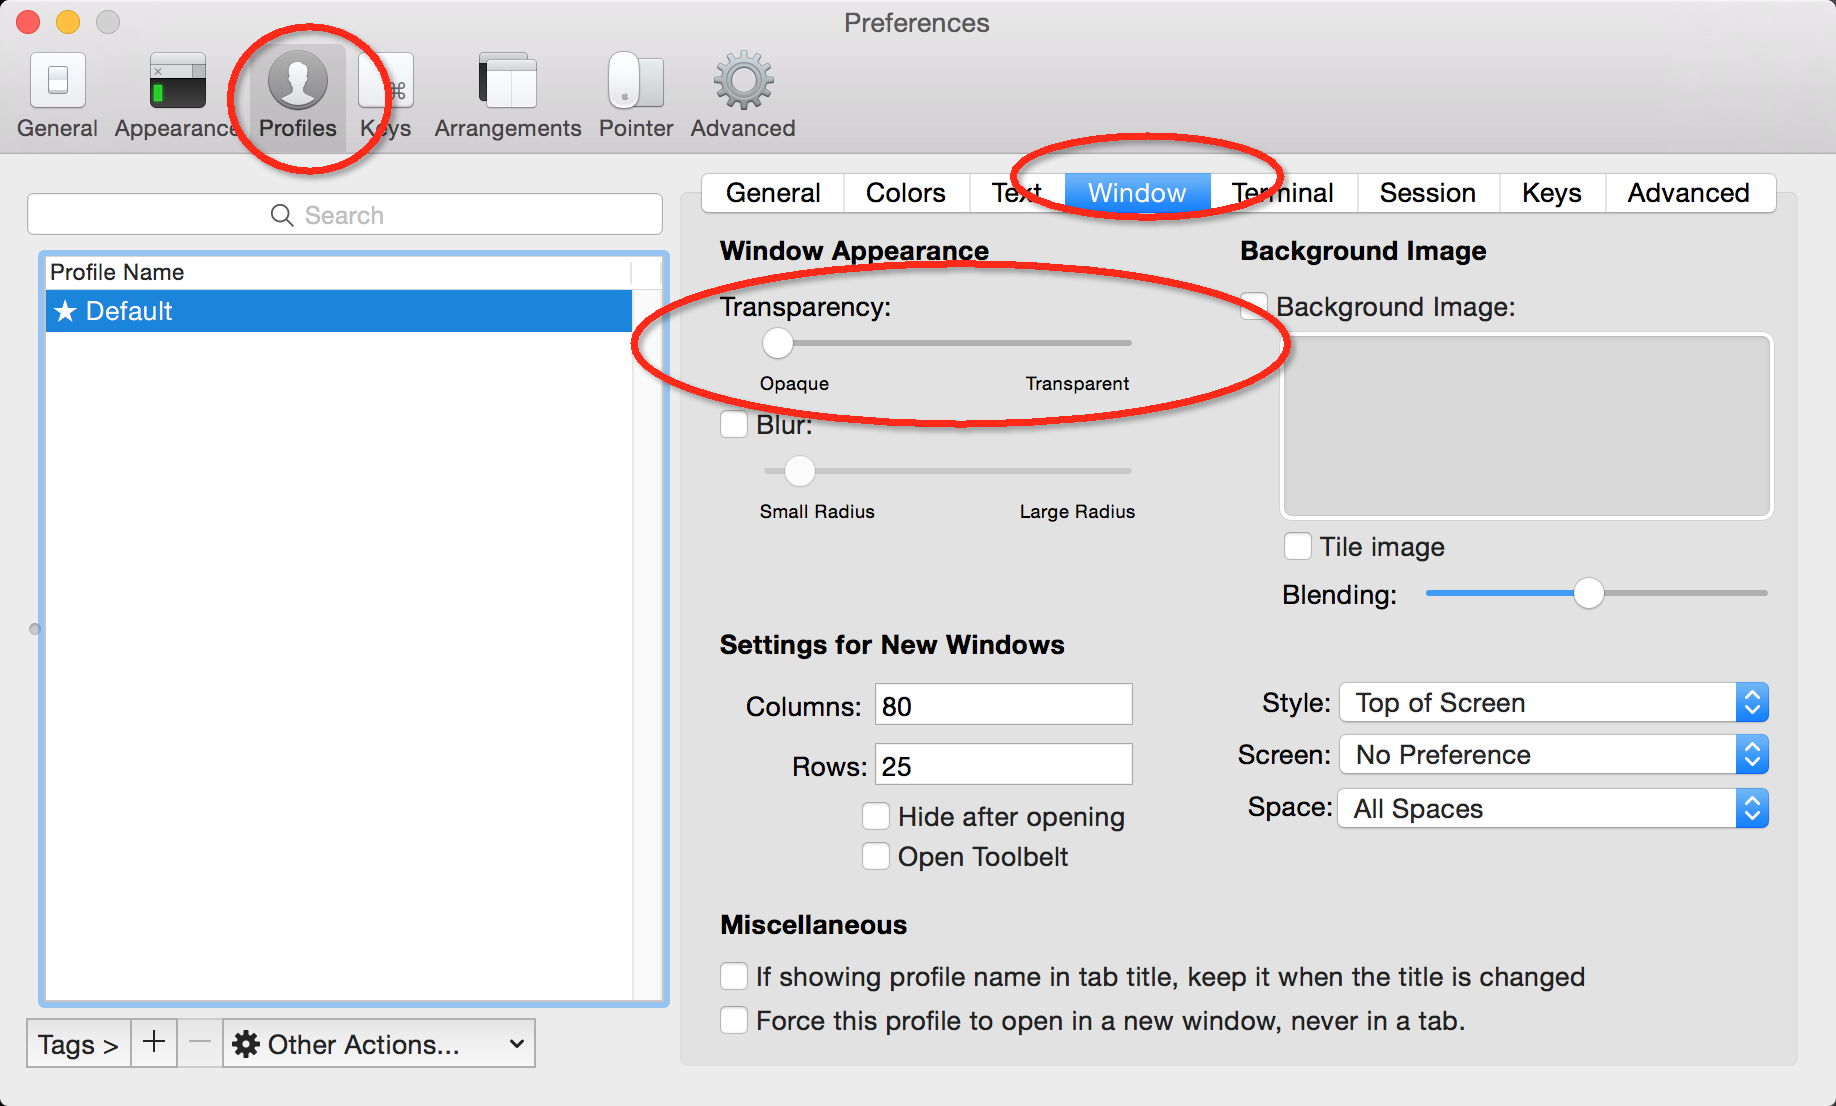 Preferences
General Appearance Profiles Keys Arrangements Pointer Advanced
Search
Profile Name
★ Default
Tags > + − Other Actions...
General Colors Text Window Terminal Session Keys Advanced
Window Appearance
Transparency:
Opaque Transparent
Blur:
Small Radius Large Radius
Background Image
Background Image:
Tile image
Blending:
Settings for New Windows
Columns: 80
Rows: 25
Hide after opening
Open Toolbelt
Style: Top of Screen
Screen: No Preference
Space: All Spaces
Miscellaneous
If showing profile name in tab title, keep it when the title is changed
Force this profile to open in a new window, never in a tab.